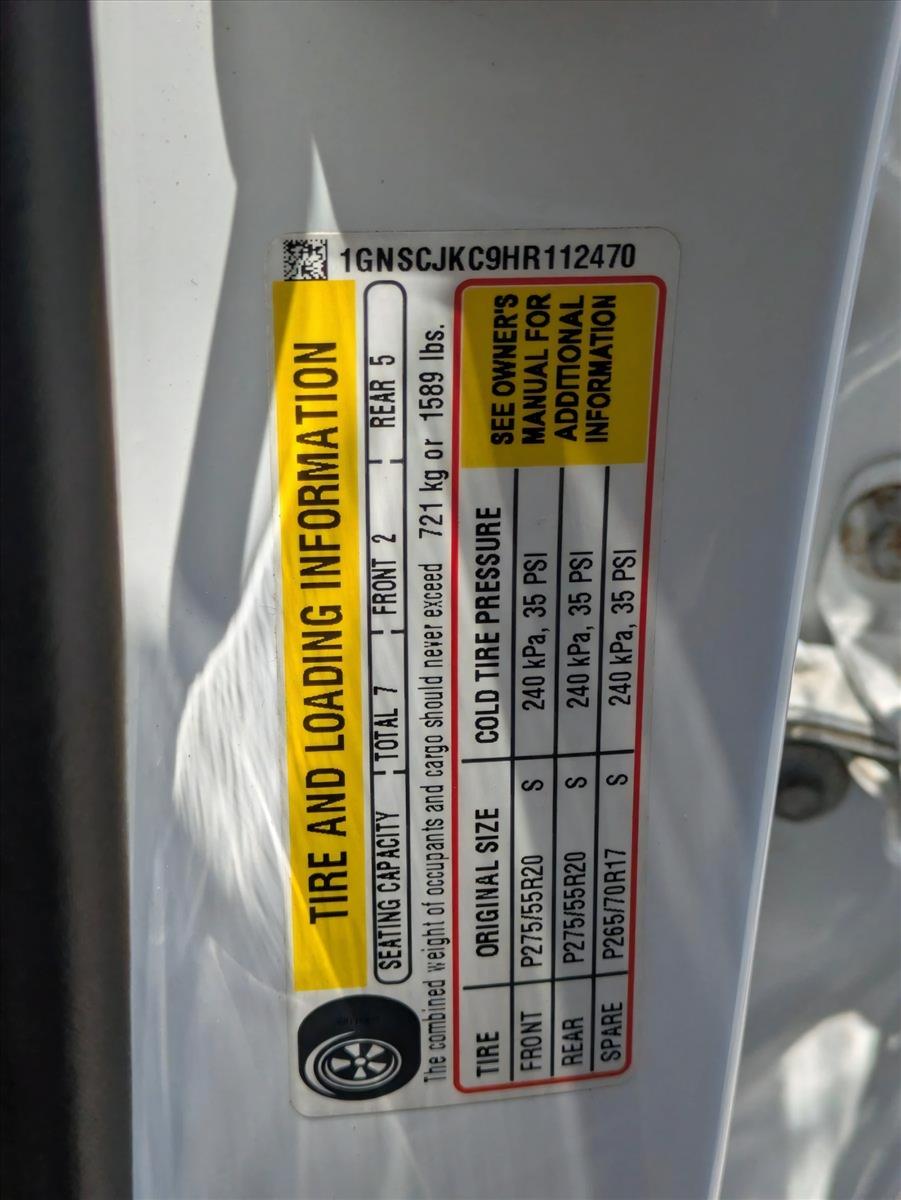 1GNSCJKC9HR112470
TIRE AND LOADING INFORMATION
SEATING CAPACITY TOTAL 7 FRONT 2 REAR 5
The combined weight of occupants and cargo should never exceed 721 kg or 1589 lbs.
TIRE ORIGINAL SIZE COLD TIRE PRESSURE
FRONT P275/55R20 S 240 kPa, 35 PSI
REAR P275/55R20 S 240 kPa, 35 PSI
SPARE P265/70R17 S 240 kPa, 35 PSI
SEE OWNER'S
MANUAL FOR
ADDITIONAL
INFORMATION